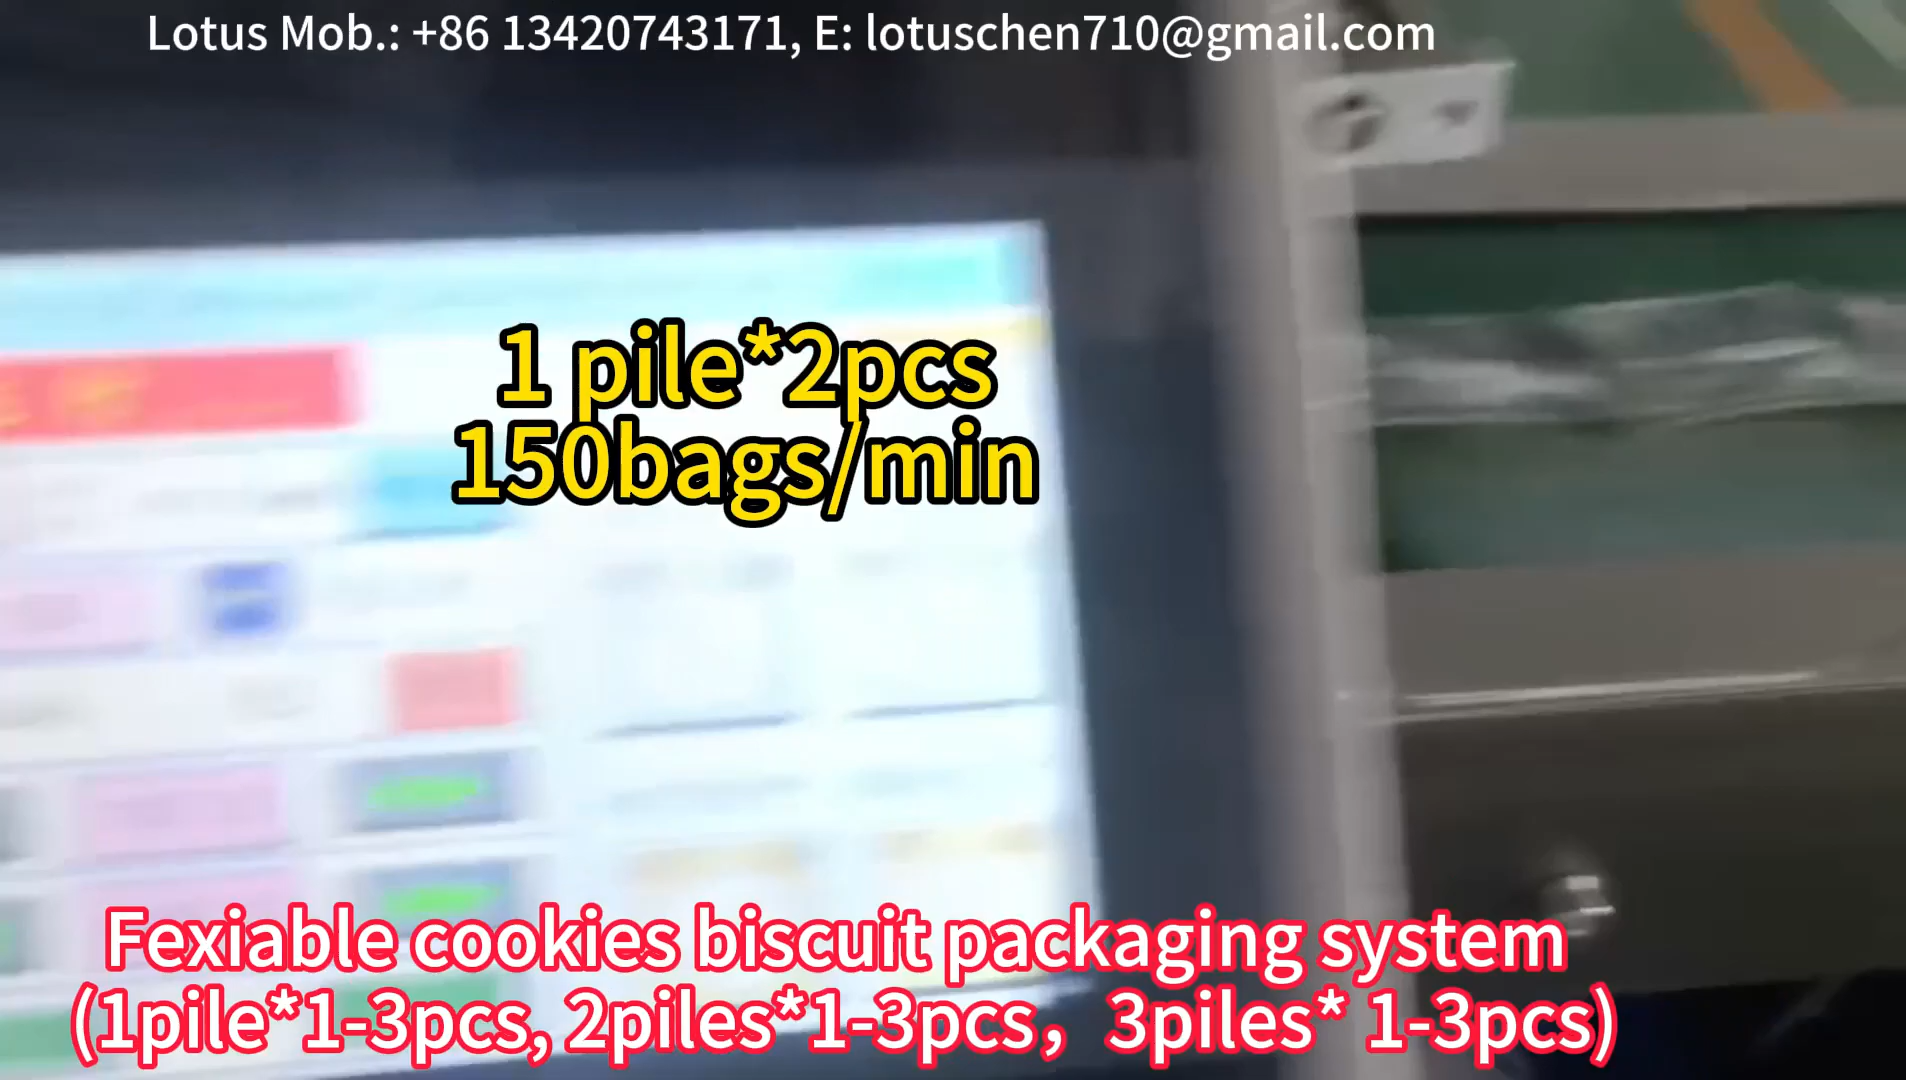 Lotus Mob.: +86 13420743171, E: lotuschen710@gmail.com
1 pile*2pcs
150bags/min
Fexiable cookies biscuit packaging system
(1pile*1-3pcs, 2piles*1-3pcs，3piles* 1-3pcs)